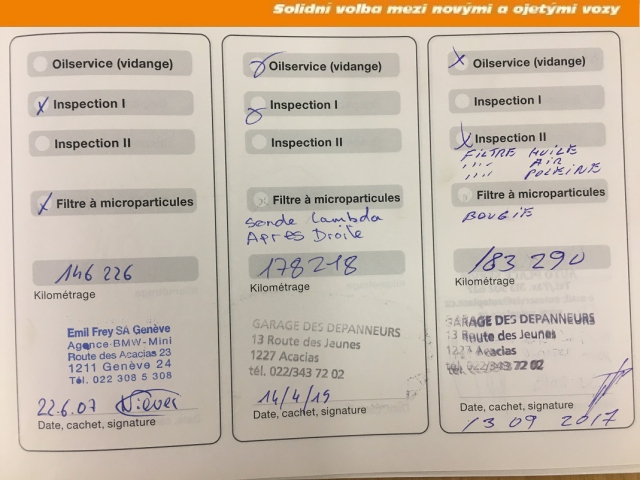 Solidní volba mezi novými a ojetými vozy
Oilservice (vidange)
X Inspection I
Inspection II
X Filtre à microparticules
146 226
Kilométrage
Emil Frey SA Genève
Agence BMW-Mini
Route des Acacias 23
1211 Genève 24
Tél. 022 308 5 308
22.6.07
Date, cachet, signature
Oilservice (vidange)
Inspection I
Inspection II
Filtre à microparticules
Sonde Lambda
Apres Droite
178218
Kilométrage
GARAGE DES DEPANNEURS
13 Route des Jeunes
1227 Acacias
tél. 022/343 72 02
14/4/15
Date, cachet, signature
X Oilservice (vidange)
Inspection I
X Inspection II
FILTRE HUILE
'''' AIR
'''' POLEINE
Filtre à microparticules
BOUGIE
183 290
Kilométrage
GARAGE DES DEPANNEURS
13 Route des Jeunes
1227 Acacias
tél. 022/343 72 02
Date, cachet, signature
13 09 2017